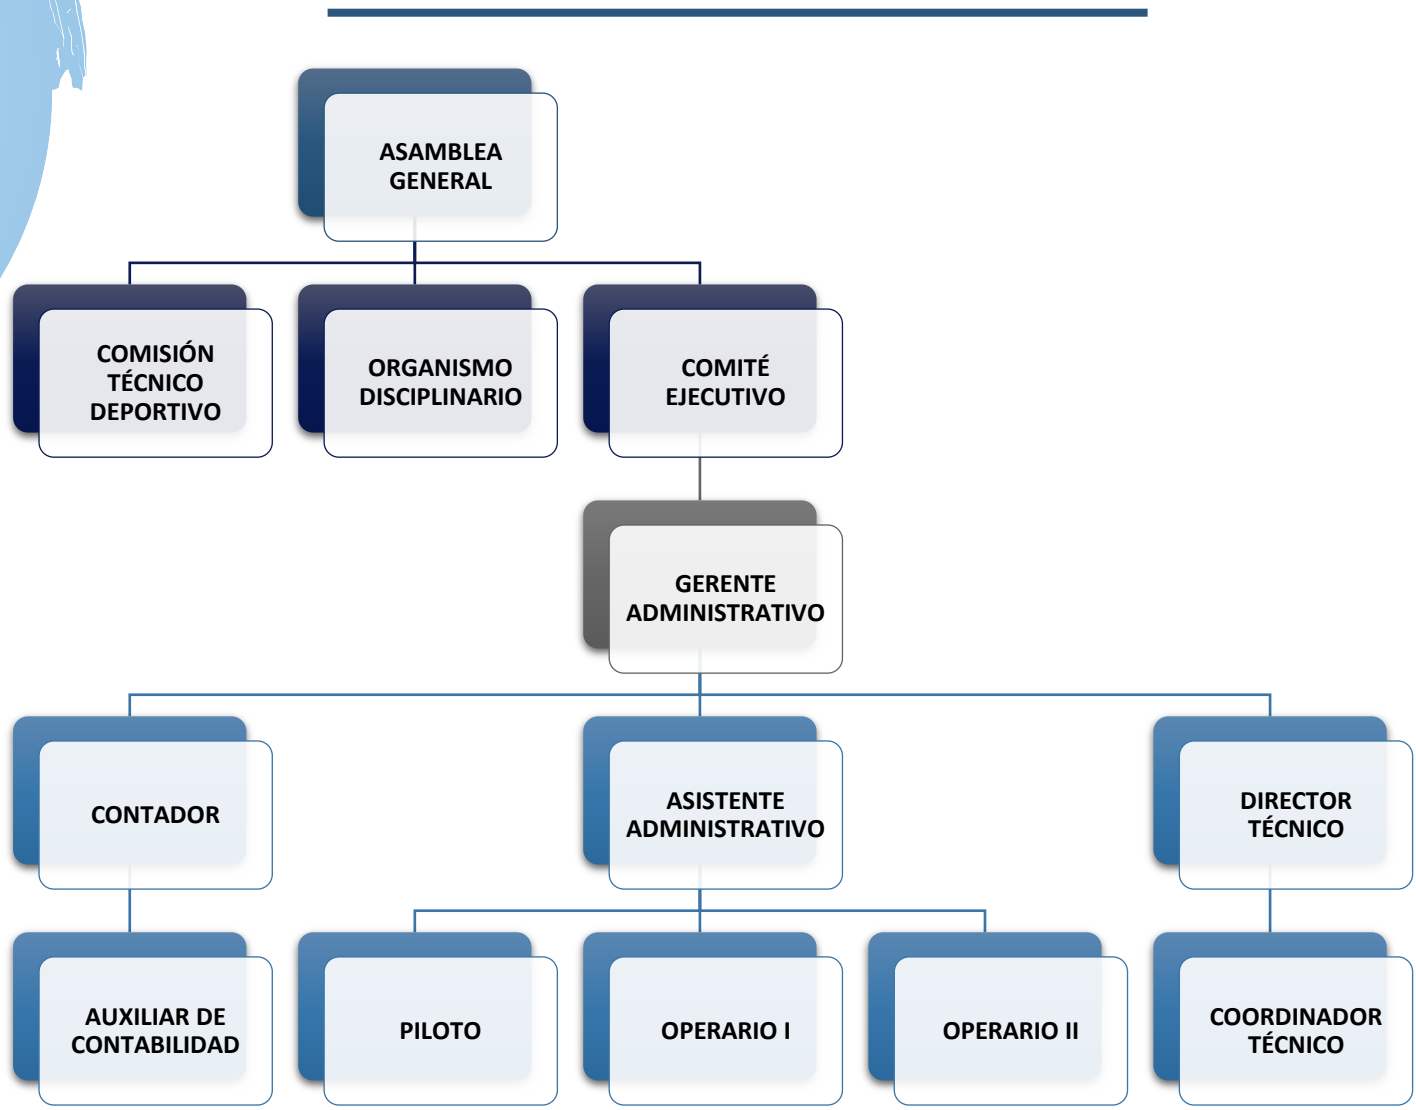 ASAMBLEA
GENERAL
COMISIÓN
TÉCNICO
DEPORTIVO
ORGANISMO
DISCIPLINARIO
COMITÉ
EJECUTIVO
GERENTE
ADMINISTRATIVO
CONTADOR
ASISTENTE
ADMINISTRATIVO
DIRECTOR
TÉCNICO
AUXILIAR DE
CONTABILIDAD
PILOTO
OPERARIO I
OPERARIO II
COORDINADOR
TÉCNICO